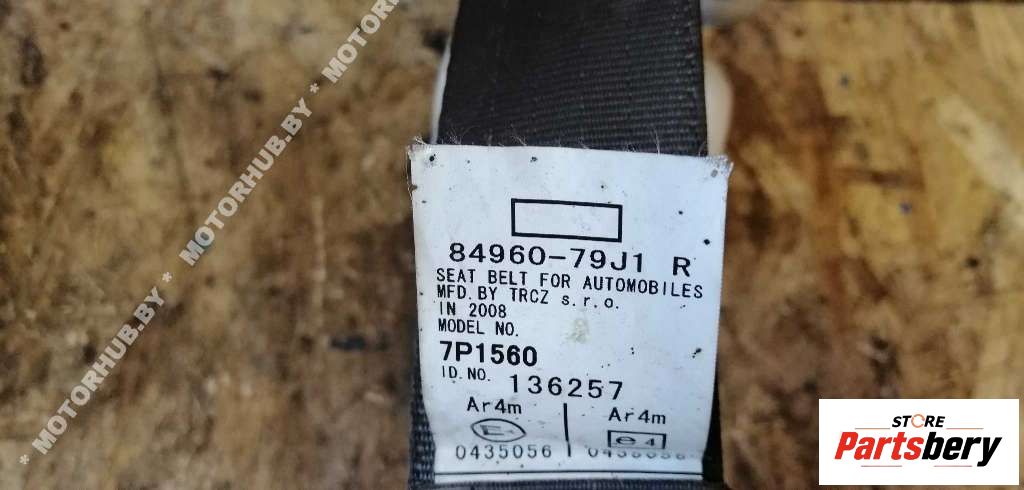 * MOTORHUB.BY * MOTORHUB.BY * MOTORHUB.BY
84960-79J1 R
SEAT BELT FOR AUTOMOBILES
MFD. BY TRCZ s.r.o.
IN 2008
MODEL NO.
7P1560
ID. NO. 136257
Ar4m Ar4m
e4
0435056
STORE
Partsbery